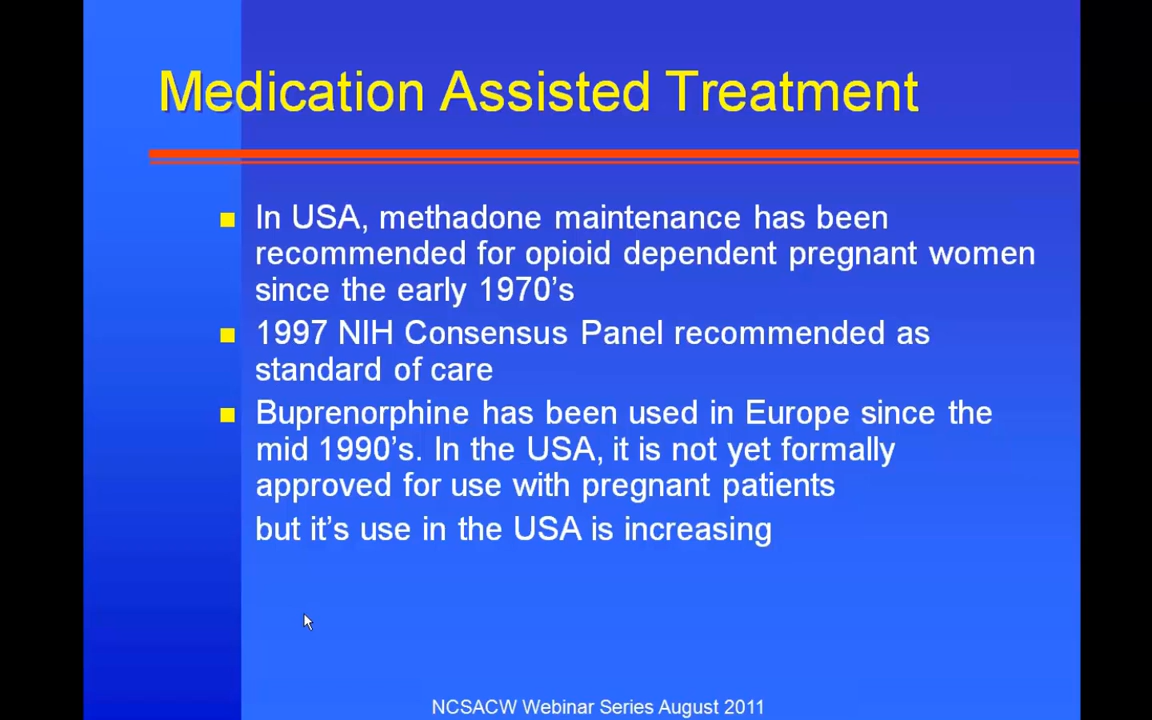 Medication Assisted Treatment
In USA, methadone maintenance has been
recommended for opioid dependent pregnant women
since the early 1970’s
1997 NIH Consensus Panel recommended as
standard of care
Buprenorphine has been used in Europe since the
mid 1990’s. In the USA, it is not yet formally
approved for use with pregnant patients
but it’s use in the USA is increasing
NCSACW Webinar Series August 2011